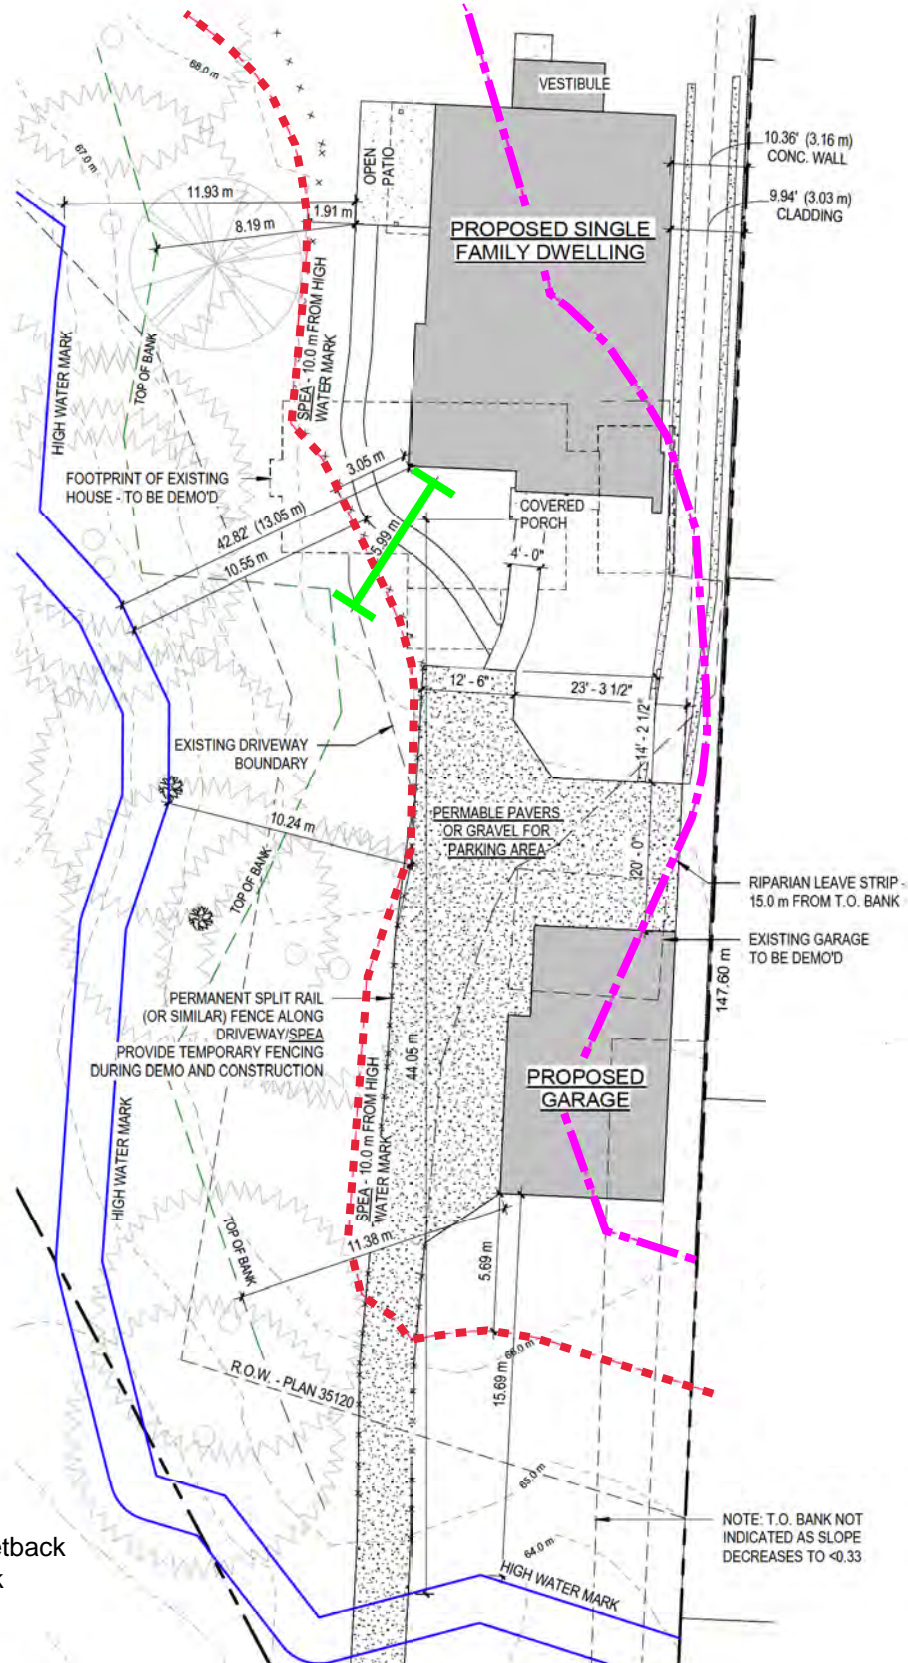 68.0 m
VESTIBULE
67.0 m
OPEN
PATIO
10.36' (3.16 m)
CONC. WALL
11.93 m
1.91 m
8.19 m
9.94' (3.03 m)
CLADDING
PROPOSED SINGLE
FAMILY DWELLING
HIGH WATER MARK
TOP OF BANK
SPEA - 10.0 m FROM HIGH
WATER MARK
FOOTPRINT OF EXISTING
HOUSE - TO BE DEMO'D
3.05 m
42.82' (13.05 m)
10.55 m
5.99 m
COVERED
PORCH
4' - 0"
12' - 6"
23' - 3 1/2"
14' - 2 1/2"
EXISTING DRIVEWAY
BOUNDARY
10.24 m
PERMABLE PAVERS
OR GRAVEL FOR
PARKING AREA
20' 0"
TOP OF BANK
RIPARIAN LEAVE STRIP -
15.0 m FROM T.O. BANK
EXISTING GARAGE
TO BE DEMO'D
147.60 m
PERMANENT SPLIT RAIL
(OR SIMILAR) FENCE ALONG
DRIVEWAY/SPEA
PROVIDE TEMPORARY FENCING
DURING DEMO AND CONSTRUCTION
44.05 m
PROPOSED
GARAGE
HIGH WATER MARK
SPEA - 10.0 m FROM HIGH
WATER MARK
TOP OF BANK
11.38 m
5.69 m
66.0 m
15.69 m
R.O.W. - PLAN 35120
65.0 m
64.0 m
NOTE: T.O. BANK NOT
INDICATED AS SLOPE
DECREASES TO <0.33
HIGH WATER MARK
etback
k